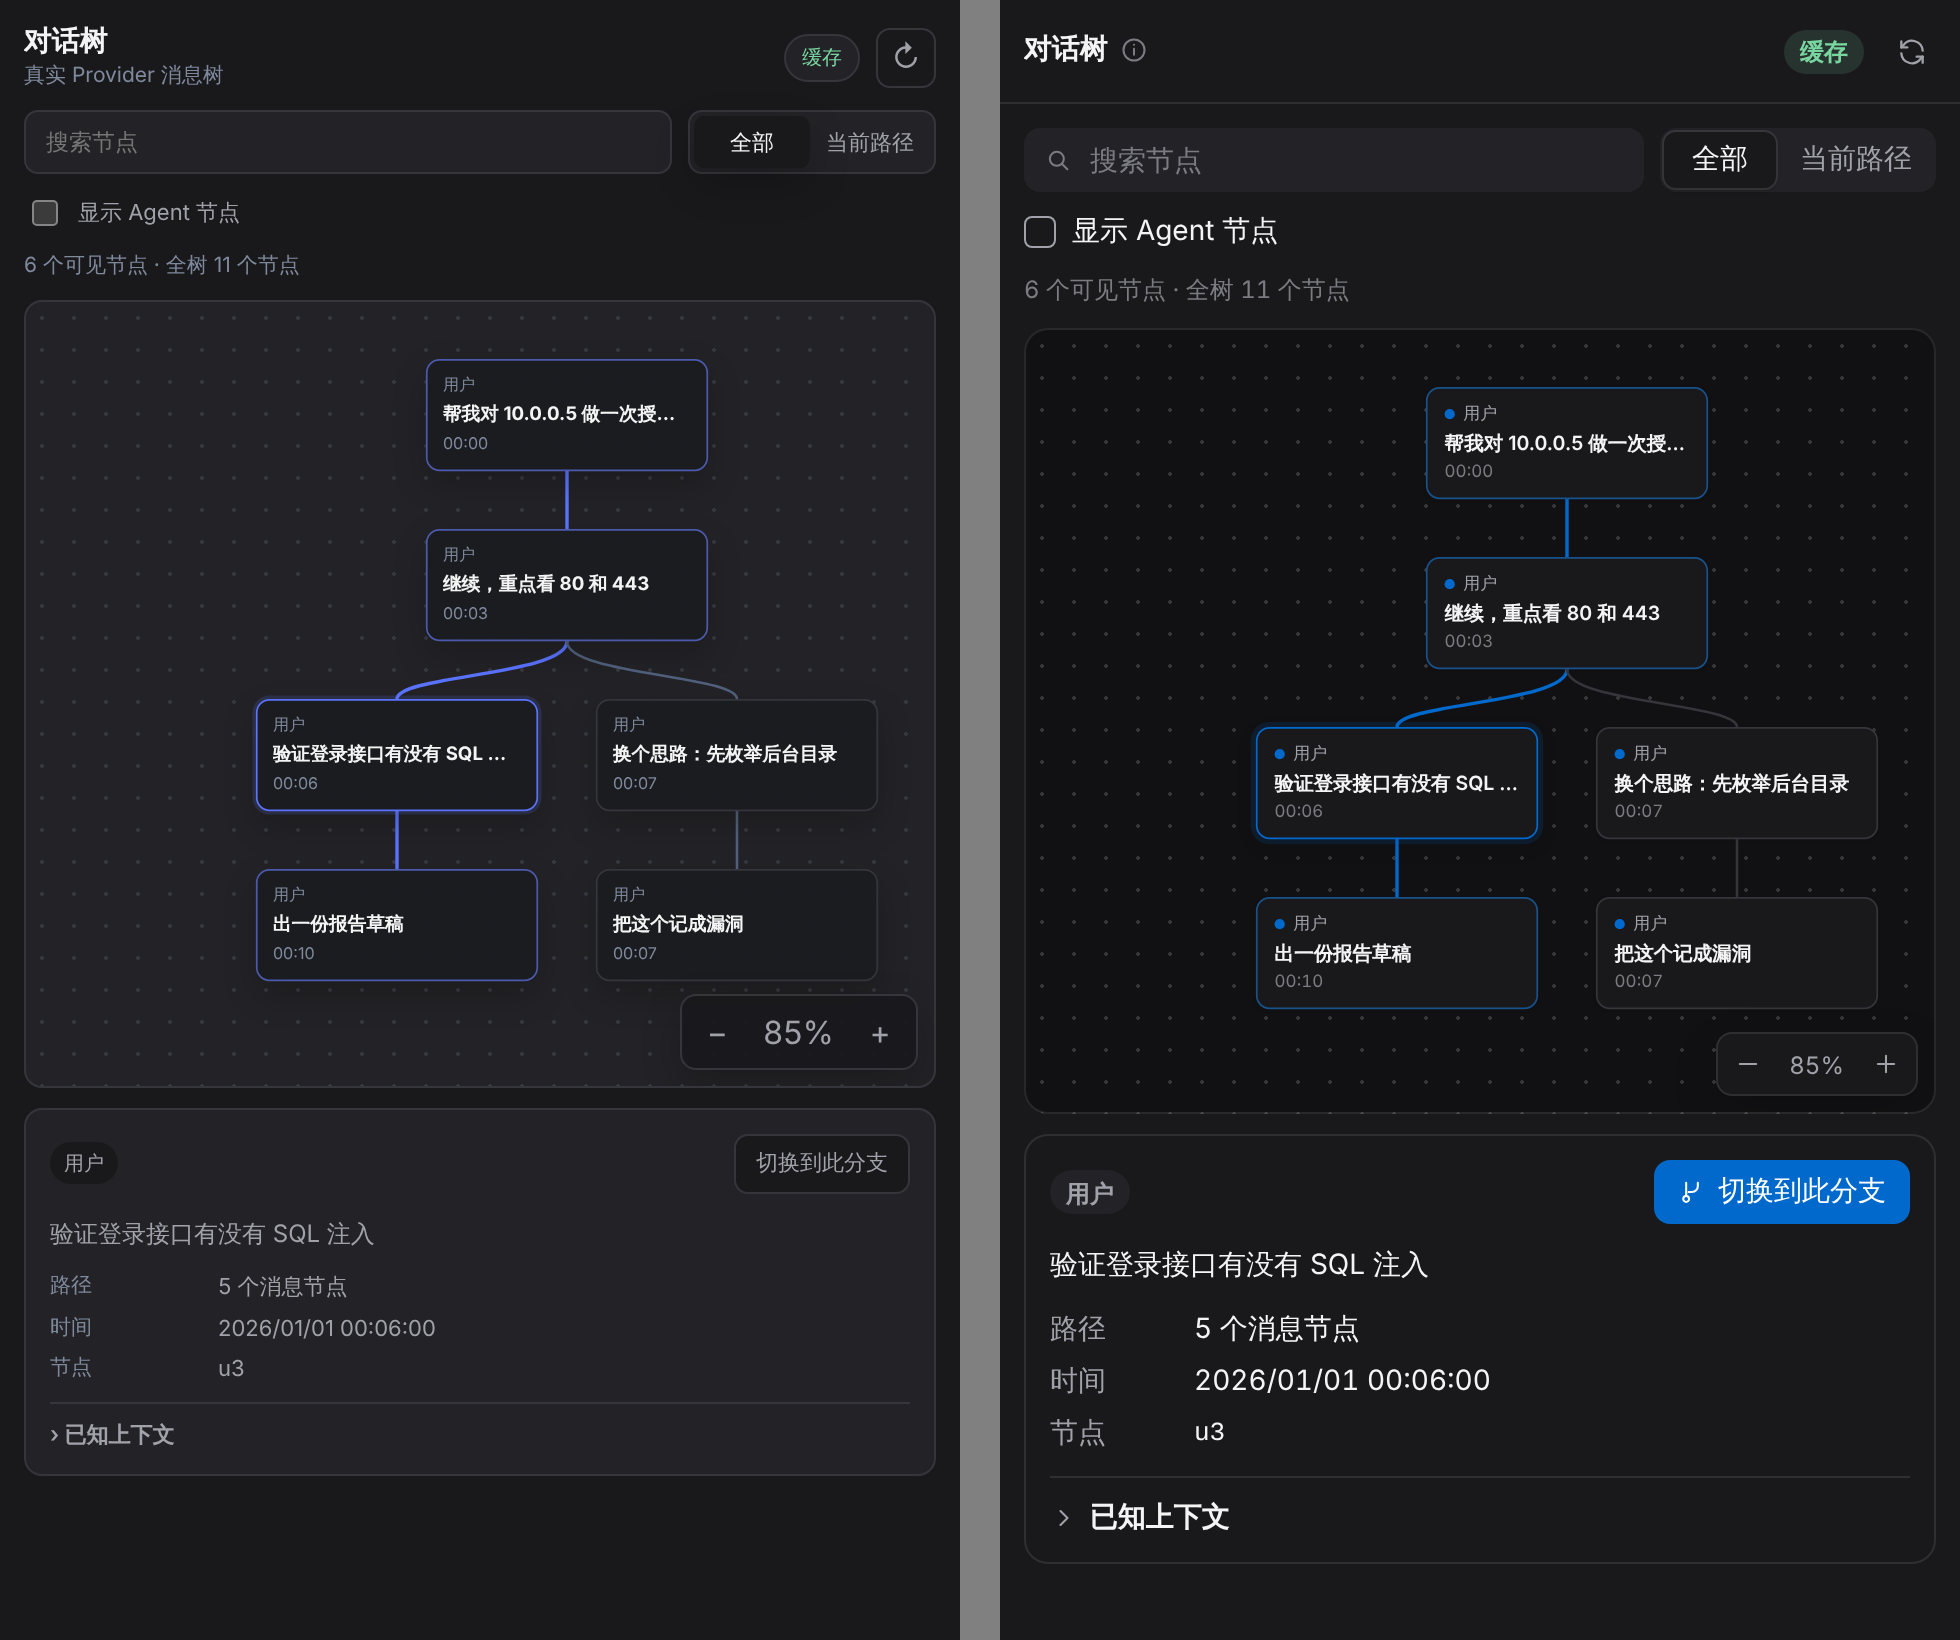 对话树
真实 Provider 消息树
缓存
搜索节点
全部 当前路径
显示 Agent 节点
6 个可见节点 · 全树 11 个节点
用户
帮我对 10.0.0.5 做一次授...
00:00
用户
继续，重点看 80 和 443
00:03
用户
验证登录接口有没有 SQL ...
00:06
用户
换个思路：先枚举后台目录
00:07
用户
出一份报告草稿
00:10
用户
把这个记成漏洞
00:07
− 85% +
用户
切换到此分支
验证登录接口有没有 SQL 注入
路径 5 个消息节点
时间 2026/01/01 00:06:00
节点 u3
› 已知上下文
对话树
缓存
搜索节点
全部 当前路径
显示 Agent 节点
6 个可见节点 · 全树 11 个节点
用户
帮我对 10.0.0.5 做一次授...
00:00
用户
继续，重点看 80 和 443
00:03
用户
验证登录接口有没有 SQL ...
00:06
用户
换个思路：先枚举后台目录
00:07
用户
出一份报告草稿
00:10
用户
把这个记成漏洞
00:07
− 85% +
用户
切换到此分支
验证登录接口有没有 SQL 注入
路径 5 个消息节点
时间 2026/01/01 00:06:00
节点 u3
已知上下文